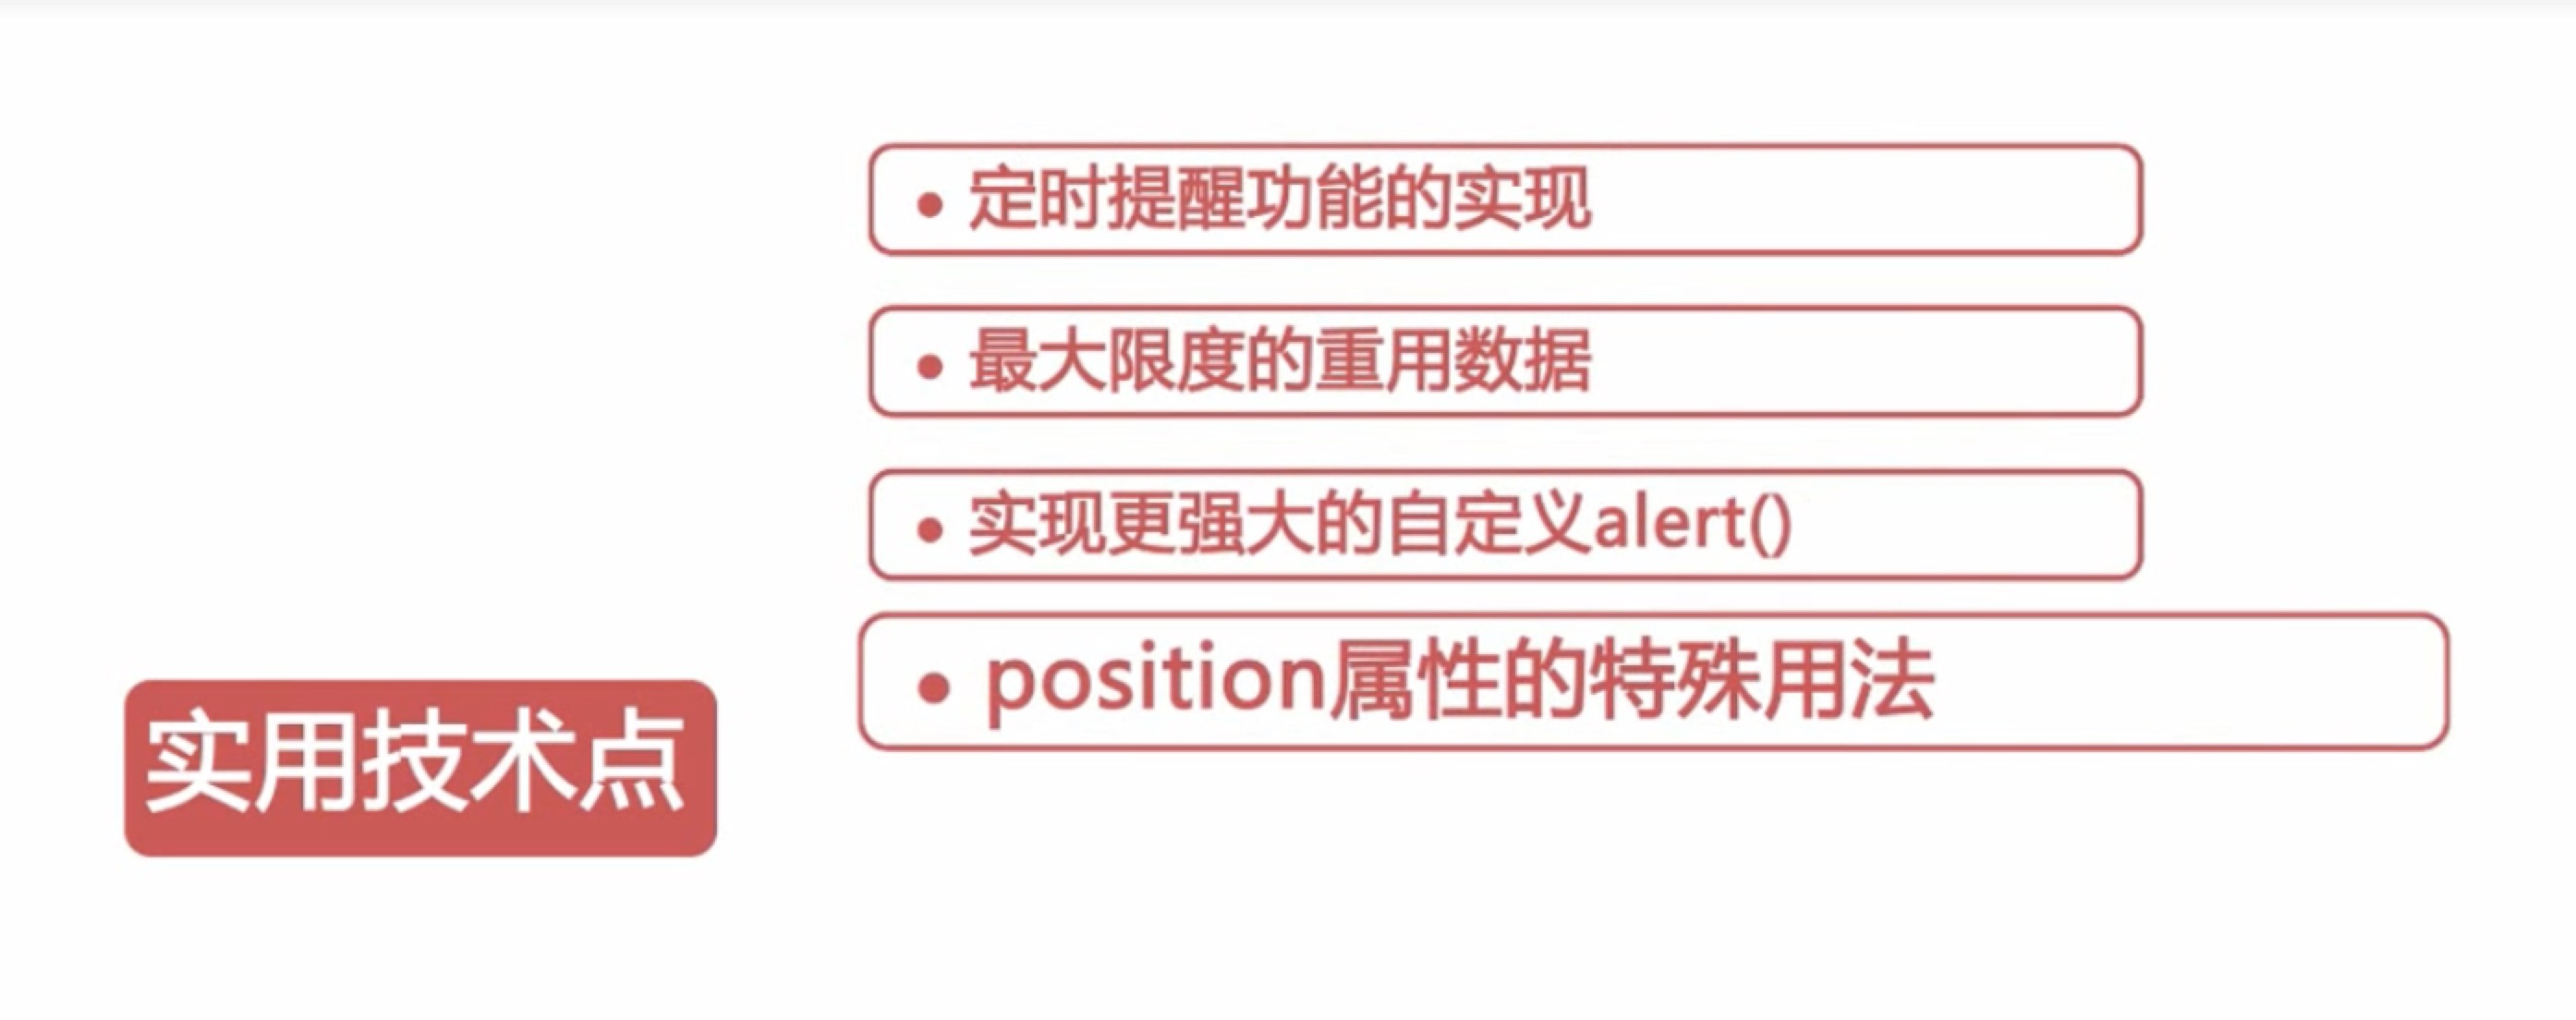 定时提醒功能的实现
最大限度的重用数据
实现更强大的自定义alert()
position属性的特殊用法
实用技术点